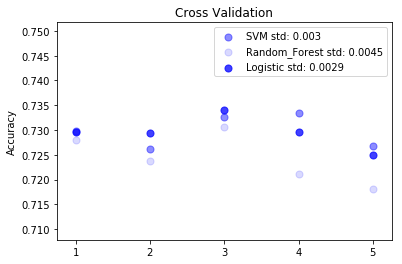 Cross Validation
SVM std: 0.003
Random_Forest std: 0.0045
Logistic std: 0.0029
Accuracy
0.750
0.745
0.740
0.735
0.730
0.725
0.720
0.715
0.710
1 2 3 4 5